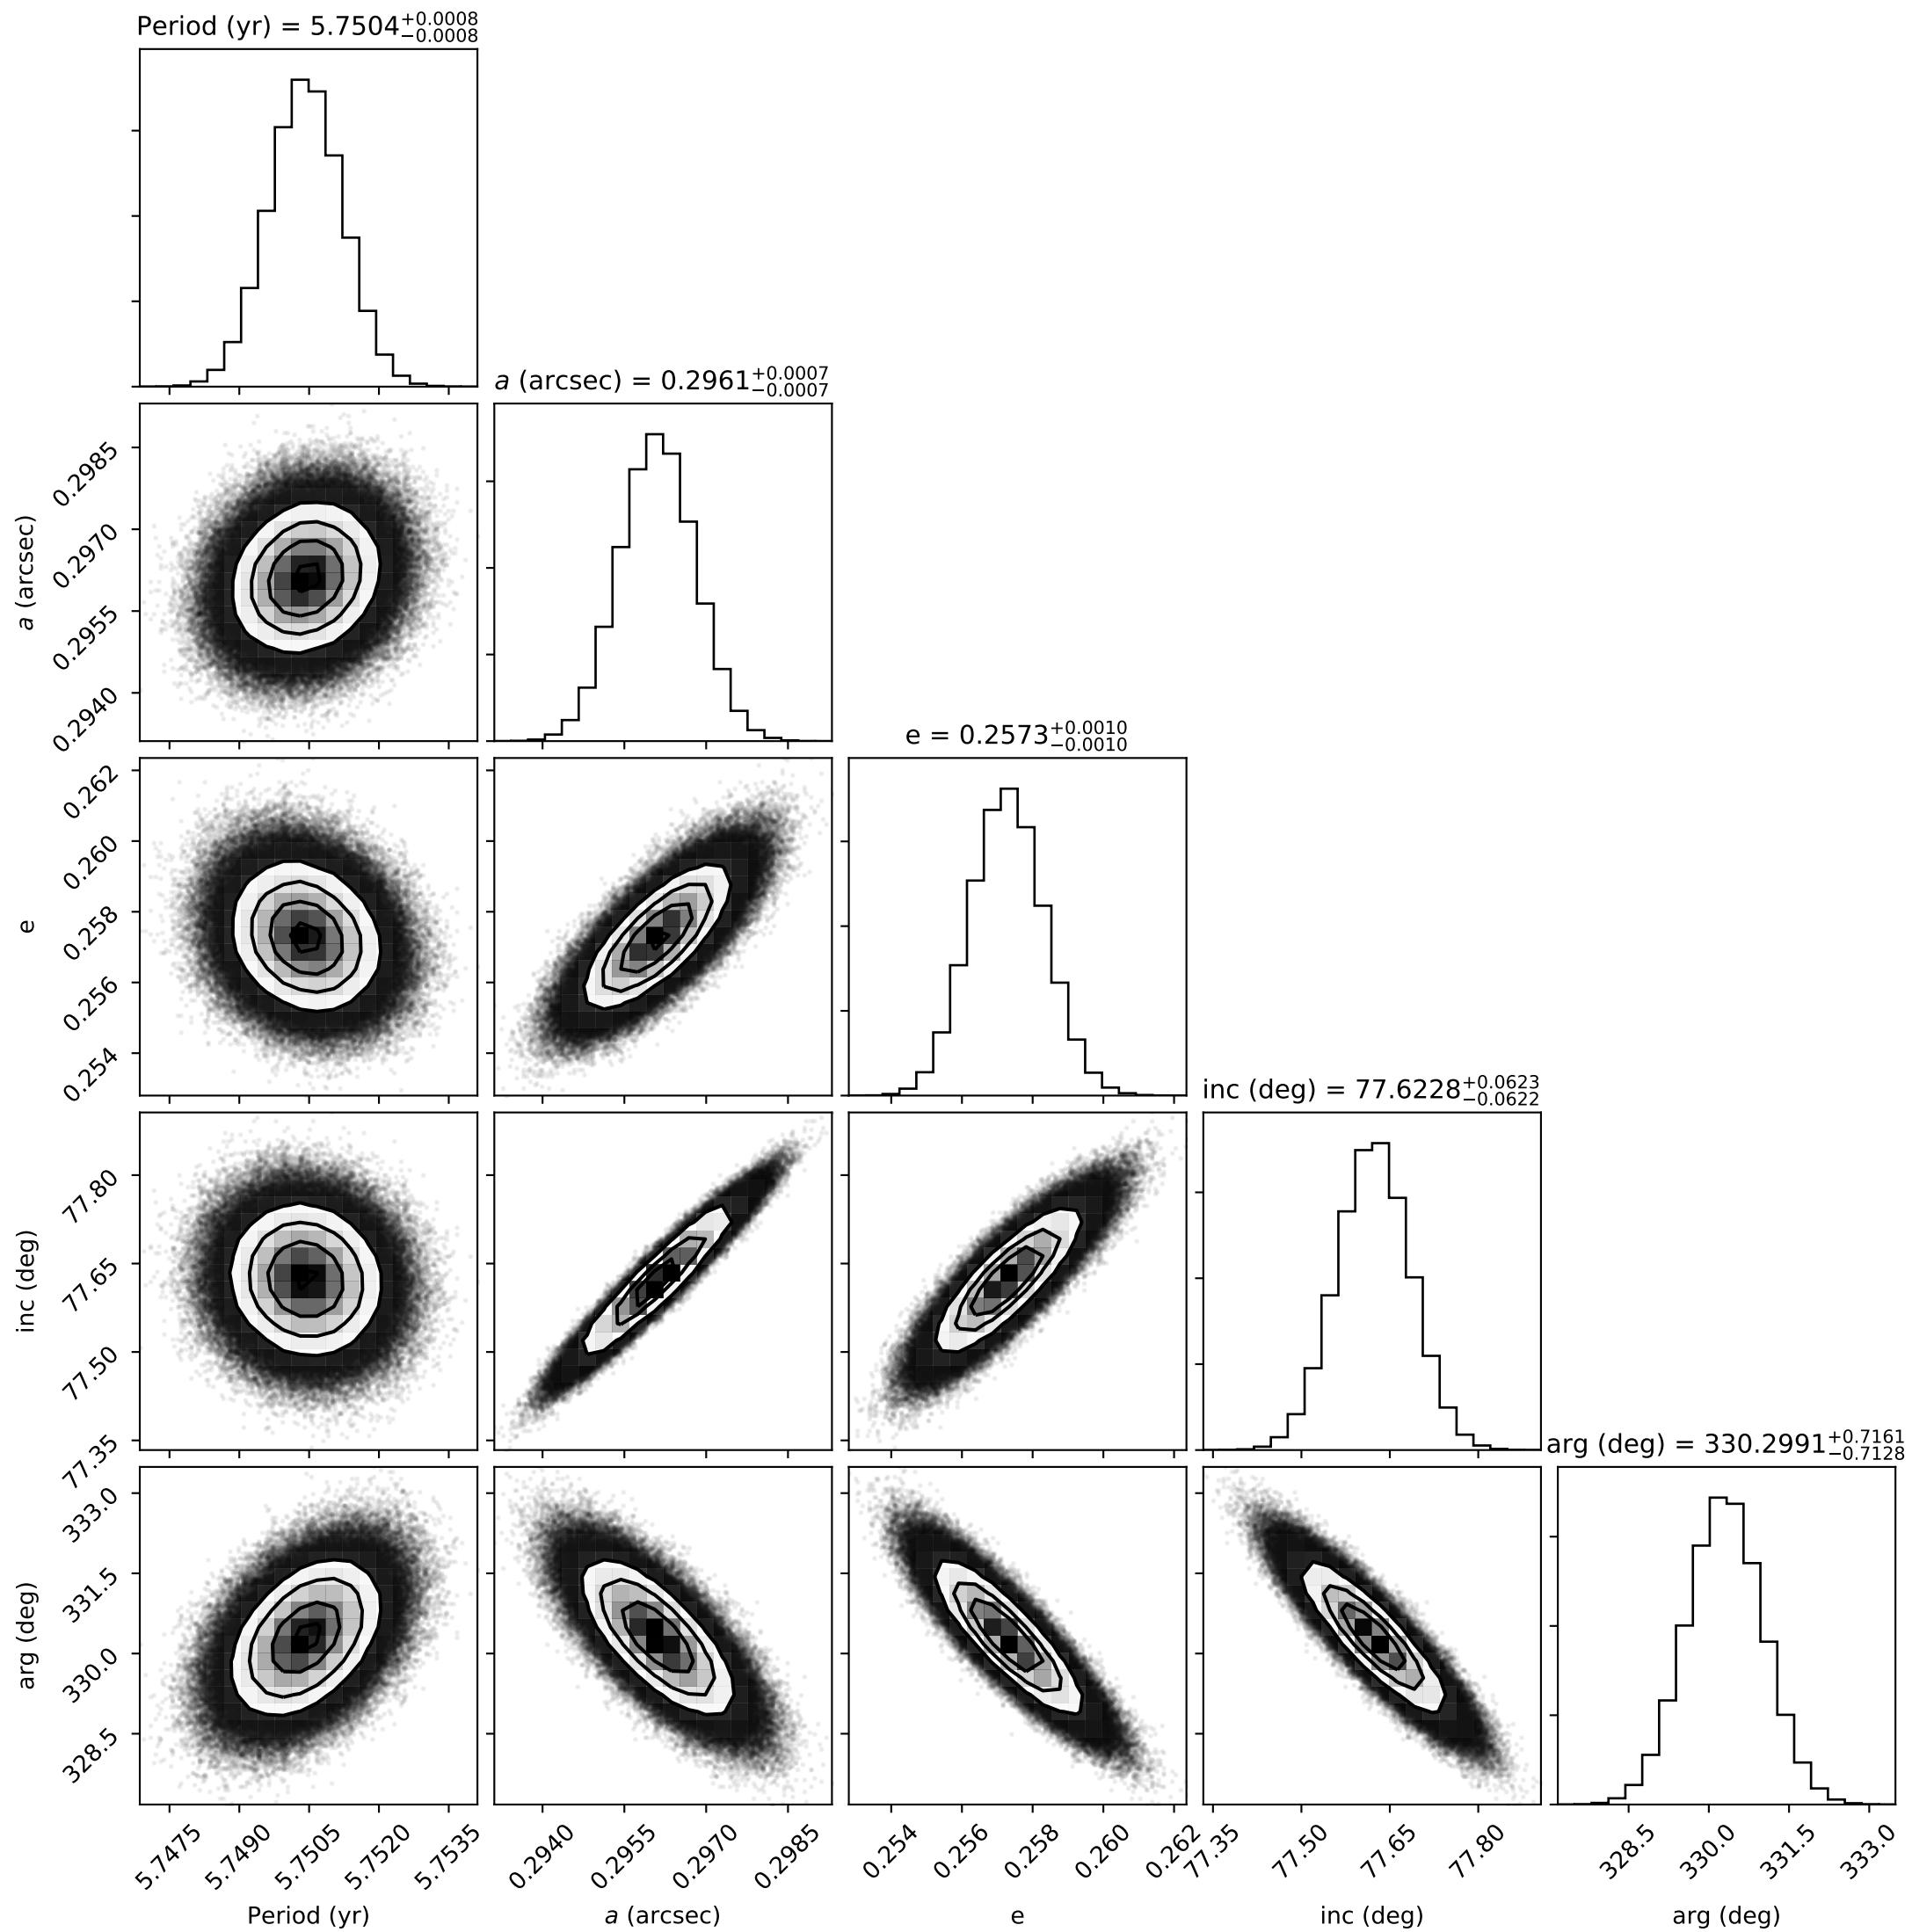 Period (yr) = 5.7504 +0.0008 −0.0008
a (arcsec) = 0.2961 +0.0007 −0.0007
0.2985
0.2970
0.2955
0.2940
a (arcsec)
e = 0.2573 +0.0010 −0.0010
0.262
0.260
0.258
0.256
0.254
e
inc (deg) = 77.6228 +0.0623 −0.0622
77.80
77.65
77.50
77.35
inc (deg)
arg (deg) = 330.2991 +0.7161 −0.7128
333.0
331.5
330.0
328.5
arg (deg)
5.7475 5.7490 5.7505 5.7520 5.7535 0.2940 0.2955 0.2970 0.2985 0.254 0.256 0.258 0.260 0.262 77.35 77.50 77.65 77.80 328.5 330.0 331.5 333.0
Period (yr) a (arcsec) e inc (deg) arg (deg)